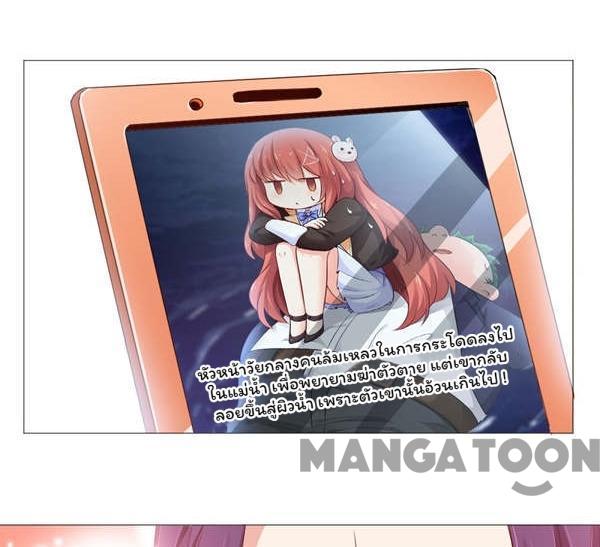 หัวหน้าวัยกลางคนล้มเหลวในการกระโดดลงไป
ในแม่น้ำ เพื่อพยายามฆ่าตัวตาย แต่เขากลับ
ลอยขึ้นสู่ผิวน้ำ เพราะตัวเขานั้นอ้วนเกินไป !
MANGATOON